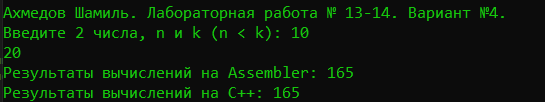 Ахмедов Шамиль. Лабораторная работа № 13-14. Вариант №4.
Введите 2 числа, n и k (n < k): 10
20
Результаты вычислений на Assembler: 165
Результаты вычислений на C++: 165